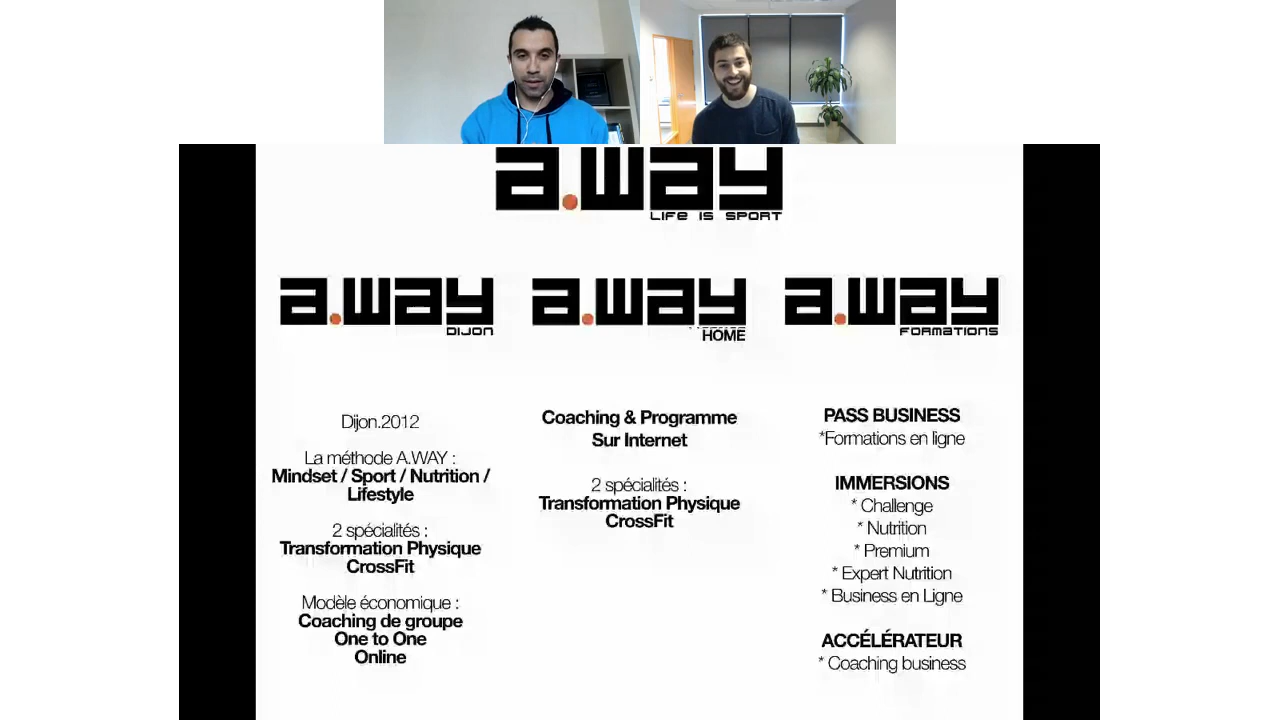 a.way
LIFE IS SPORT
a.way
DIJON
a.way
HOME
a.way
FORMATIONS
Dijon.2012
La méthode A.WAY :
Mindset / Sport / Nutrition /
Lifestyle
2 spécialités :
Transformation Physique
CrossFit
Modèle économique :
Coaching de groupe
One to One
Online
Coaching & Programme
Sur Internet
2 spécialités :
Transformation Physique
CrossFit
PASS BUSINESS
*Formations en ligne
IMMERSIONS
* Challenge
* Nutrition
* Premium
* Expert Nutrition
* Business en Ligne
ACCÉLÉRATEUR
* Coaching business